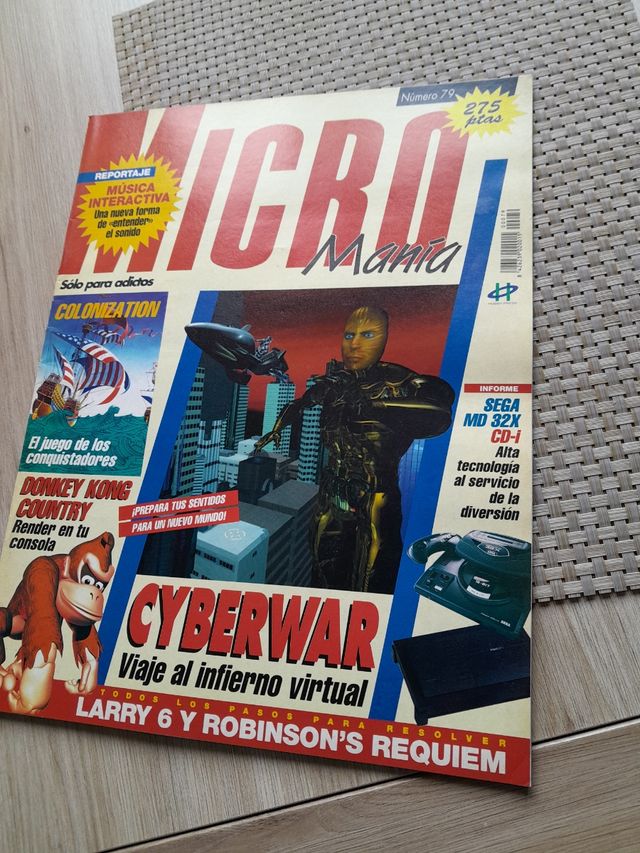 Número 79
275
ptas
MICRO
Manía
REPORTAJE
MÚSICA
INTERACTIVA
Una nueva forma
de «entender»
el sonido
Sólo para adictos
COLONIZATION
El juego de los
conquistadores
DONKEY KONG
COUNTRY
Render en tu
consola
¡PREPARA TUS SENTIDOS
PARA UN NUEVO MUNDO!
CYBERWAR
Viaje al infierno virtual
INFORME
SEGA
MD 32X
CD-i
Alta
tecnología
al servicio
de la
diversión
TODOS LOS PASOS PARA RESOLVER
LARRY 6 Y ROBINSON'S REQUIEM